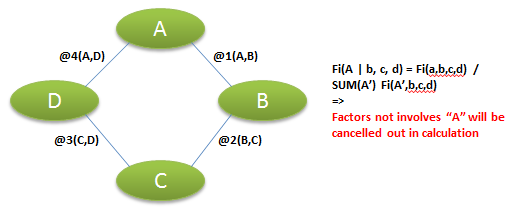 A
@4(A,D)
@1(A,B)
D
B
@3(C,D)
@2(B,C)
C
Fi(A | b, c, d) = Fi(a,b,c,d) /
SUM(A') Fi(A',b,c,d)
=>
Factors not involves “A” will be
cancelled out in calculation